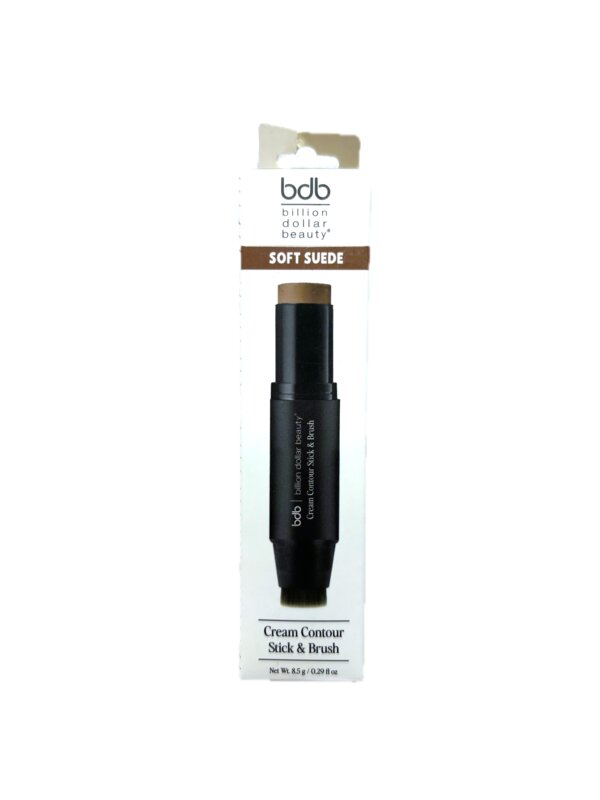 bdb
billion
dollar
beauty®
SOFT SUEDE
bdb | billion dollar beauty®
Cream Contour Stick & Brush
Cream Contour
Stick & Brush
Net Wt. 8.5 g / 0.29 fl oz